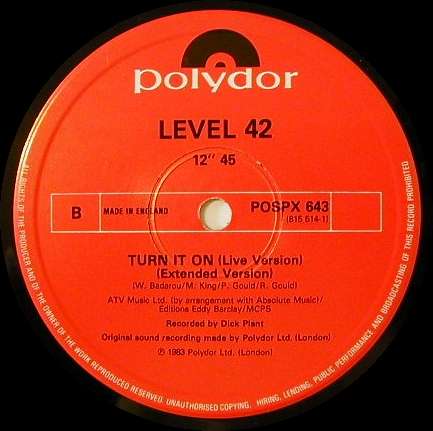 polydor
LEVEL 42
12" 45
B
MADE IN ENGLAND
POSPX 643
(815 514-1)
TURN IT ON (Live Version)
(Extended Version)
(W. Badarou/M. King/P. Gould/R. Gould)
ATV Music Ltd. (by arrangement with Absolute Music)/
Editions Eddy Barclay/MCPS
Recorded by Dick Plant
Original sound recording made by Polydor Ltd. (London)
℗ 1983 Polydor Ltd. (London)
ALL RIGHTS OF THE PRODUCER AND OF THE OWNER OF THE WORK REPRODUCED RESERVED. UNAUTHORISED COPYING, HIRING, LENDING, PUBLIC PERFORMANCE AND BROADCASTING OF THIS RECORD PROHIBITED